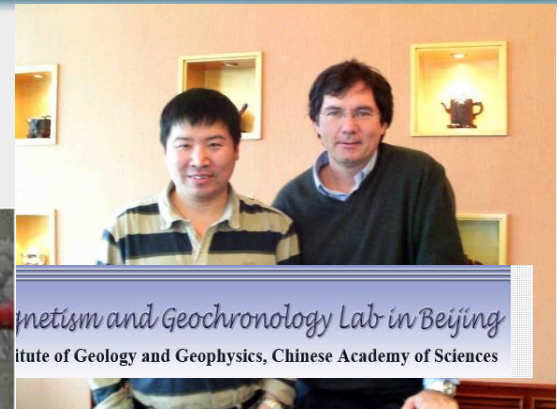 gnetism and Geochronology Lab in Beijing
itute of Geology and Geophysics, Chinese Academy of Sciences